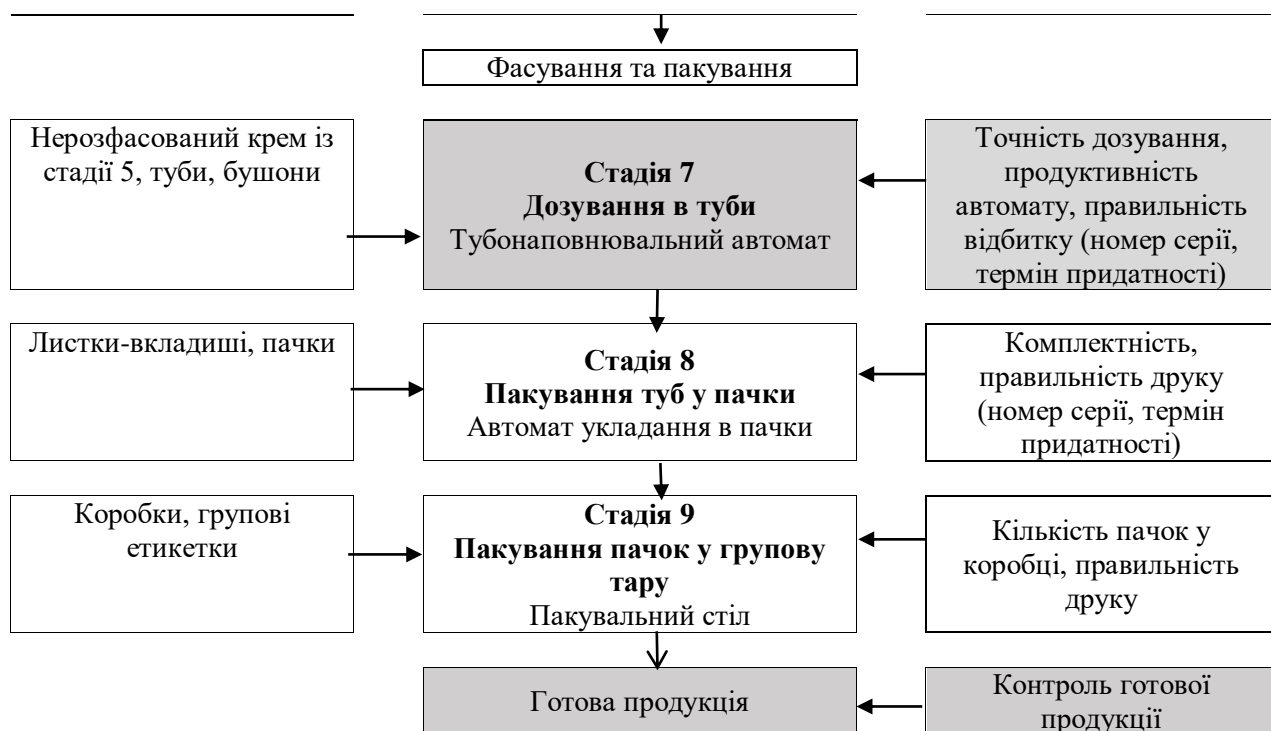 Фасування та пакування
Нерозфасований крем із
стадії 5, туби, бушони
Стадія 7
Дозування в туби
Тубонаповнювальний автомат
Точність дозування,
продуктивність
автомату, правильність
відбитку (номер серії,
термін придатності)
Листки-вкладиші, пачки
Стадія 8
Пакування туб у пачки
Автомат укладання в пачки
Комплектність,
правильність друку
(номер серії, термін
придатності)
Коробки, групові
етикетки
Стадія 9
Пакування пачок у групову
тару
Пакувальний стіл
Кількість пачок у
коробці, правильність
друку
Готова продукція
Контроль готової
продукції